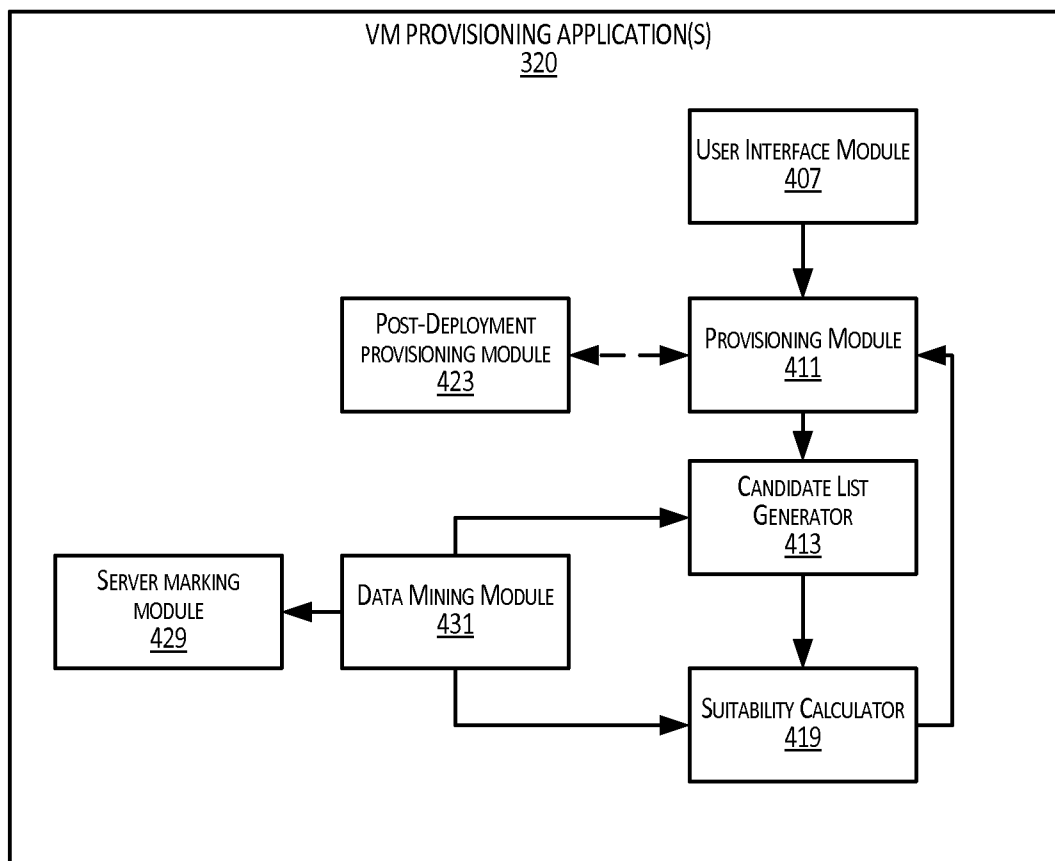 VM PROVISIONING APPLICATION(S)
320
USER INTERFACE MODULE
407
POST-DEPLOYMENT
PROVISIONING MODULE
423
PROVISIONING MODULE
411
CANDIDATE LIST
GENERATOR
413
SERVER MARKING
MODULE
429
DATA MINING MODULE
431
SUITABILITY CALCULATOR
419